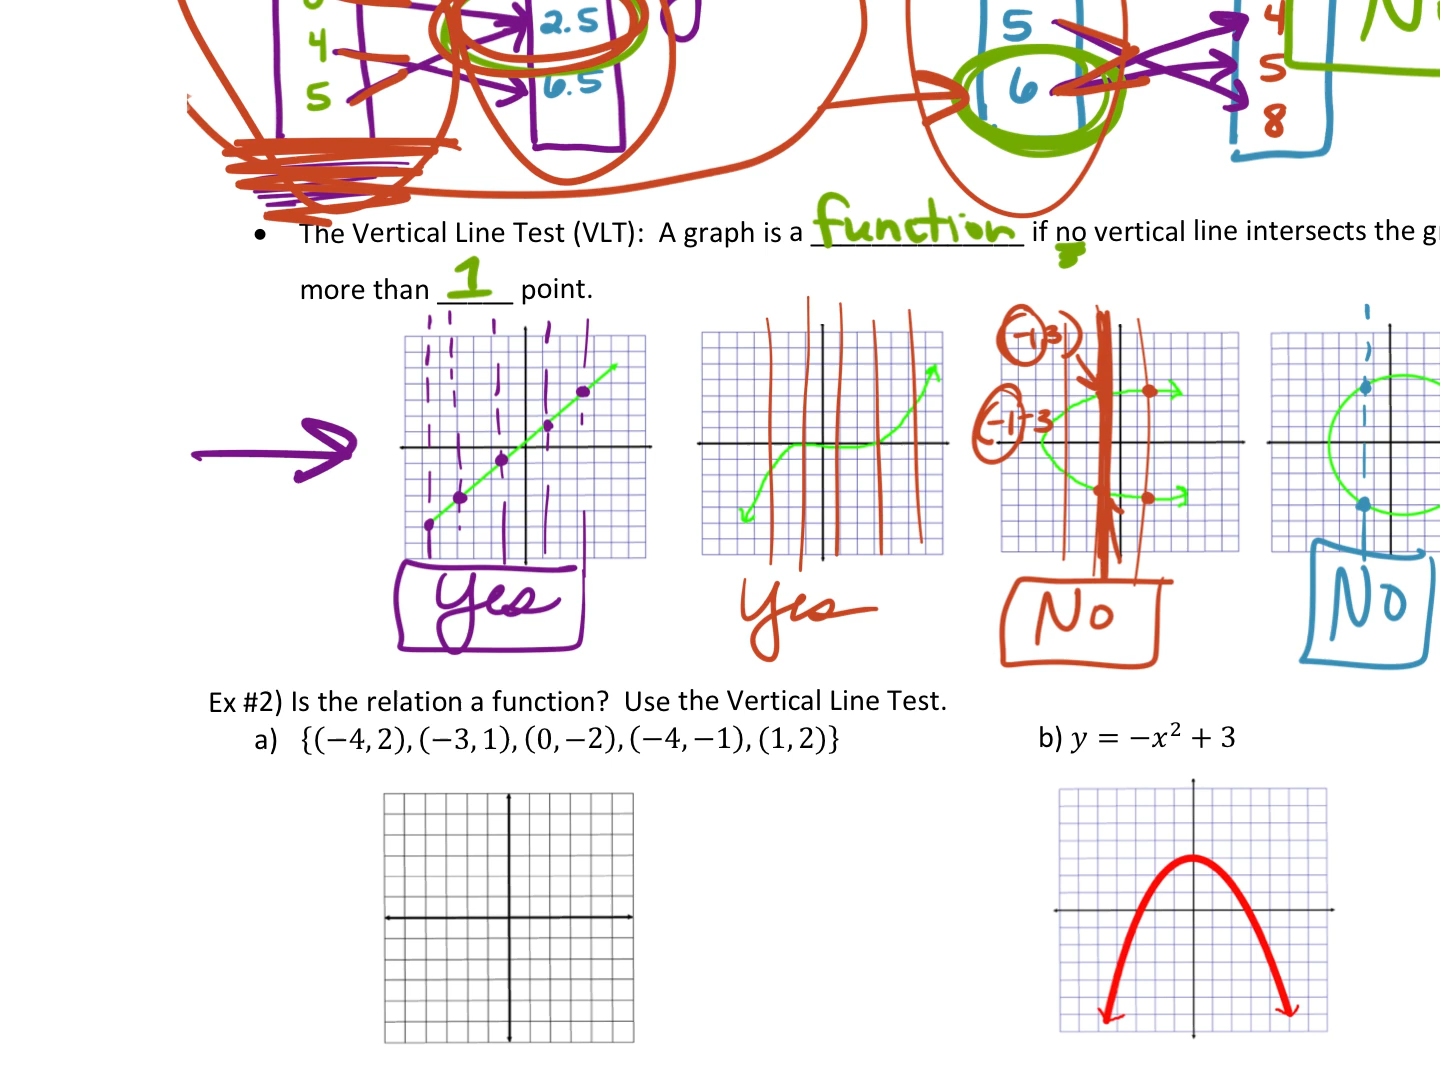 2.5 5 4
4 6.5 6 5
5 8
• The Vertical Line Test (VLT): A graph is a function if no vertical line intersects the
more than 1 point.
(-1,3)
(-1,-3
yes yes No No
Ex #2) Is the relation a function? Use the Vertical Line Test.
a) {(−4, 2), (−3, 1), (0, −2), (−4, −1), (1, 2)} b) y = −x² + 3